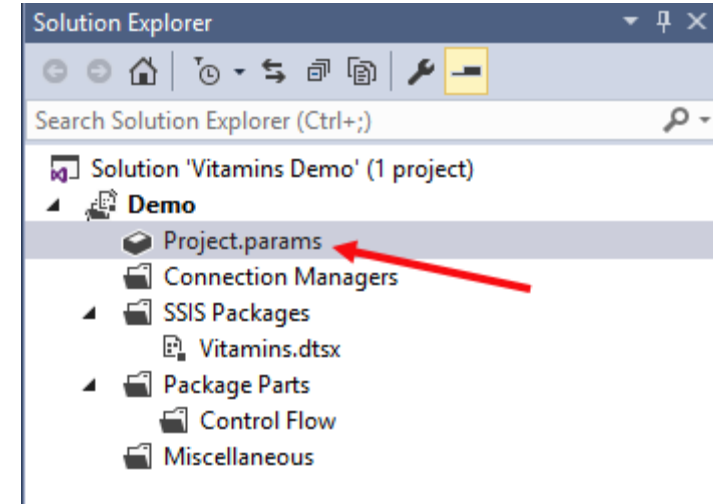 Solution Explorer
Search Solution Explorer (Ctrl+;)
Solution 'Vitamins Demo' (1 project)
Demo
Project.params
Connection Managers
SSIS Packages
Vitamins.dtsx
Package Parts
Control Flow
Miscellaneous